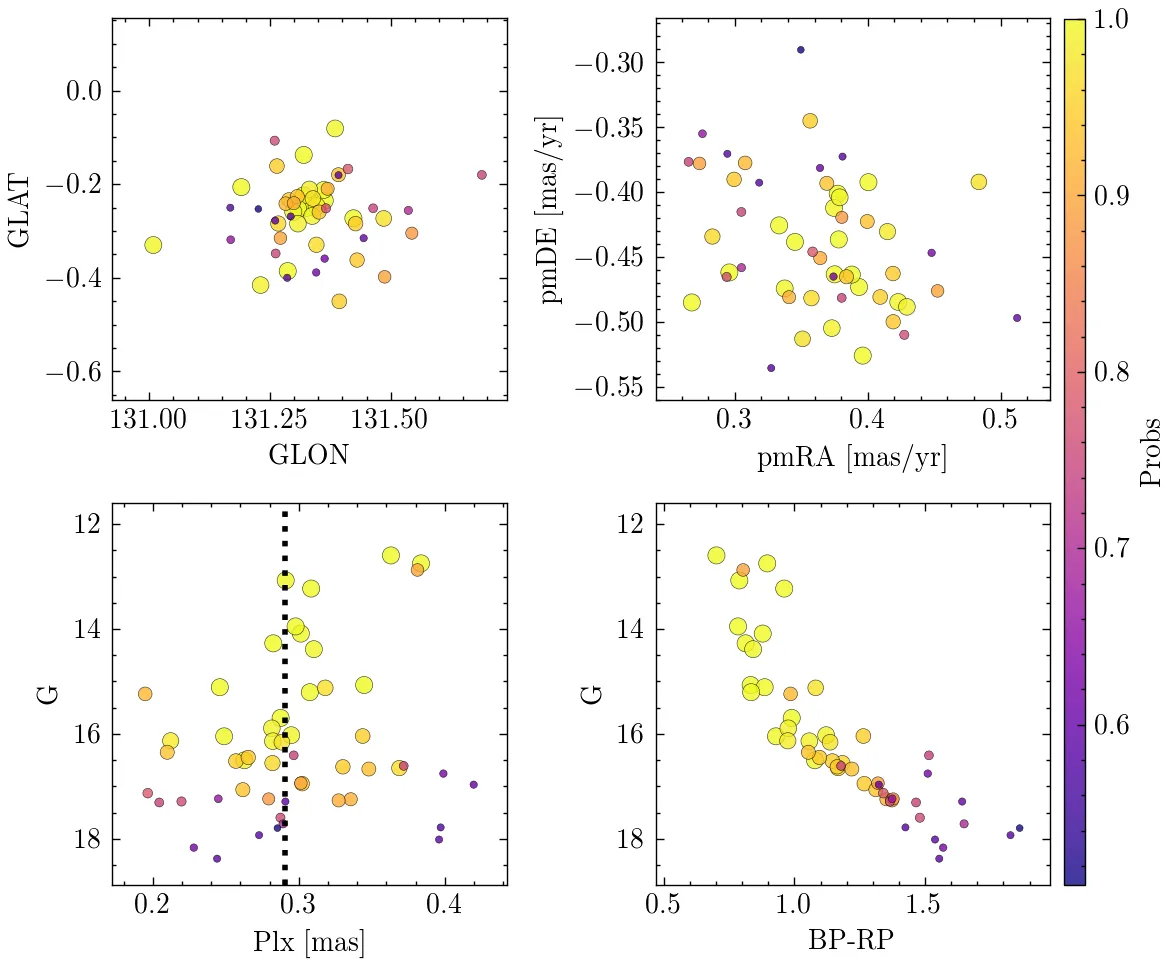 0.0
−0.2
−0.4
−0.6
GLAT
131.00 131.25 131.50
GLON
−0.30
−0.35
−0.40
−0.45
−0.50
−0.55
pmDE [mas/yr]
0.3 0.4 0.5
pmRA [mas/yr]
12
14
16
18
G
0.2 0.3 0.4
Plx [mas]
12
14
16
18
G
0.5 1.0 1.5
BP-RP
1.0
0.9
0.8
0.7
0.6
Probs